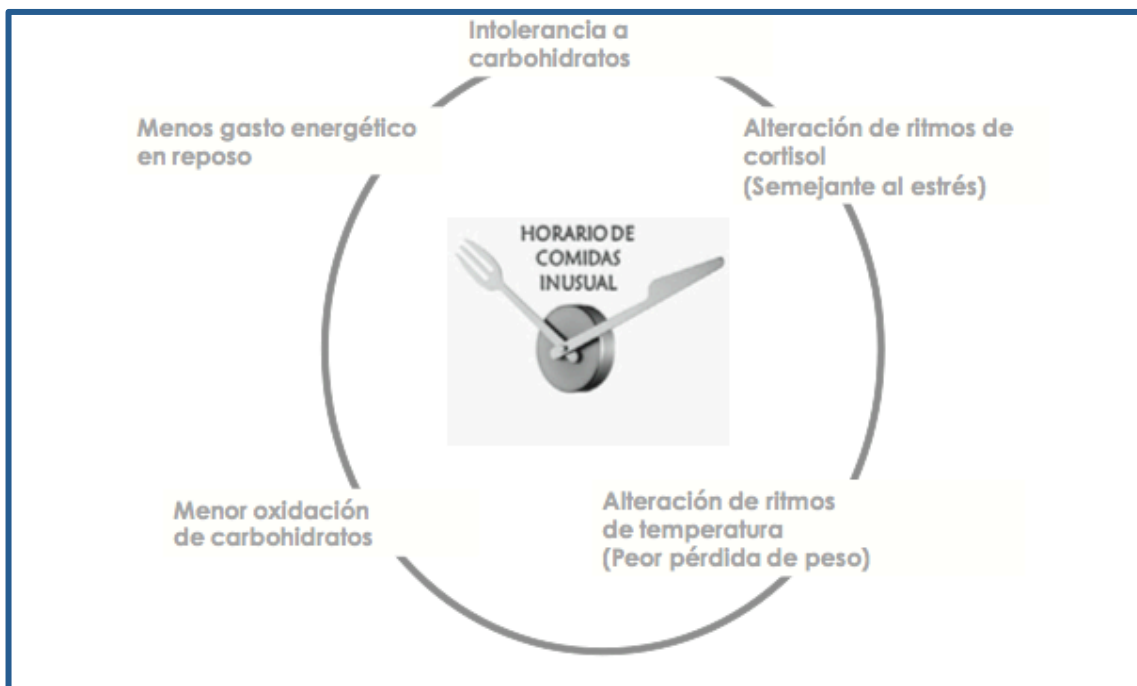 Intolerancia a
carbohidratos
Menos gasto energético
en reposo
Alteración de ritmos de
cortisol
(Semejante al estrés)
HORARIO DE
COMIDAS
INUSUAL
Menor oxidación
de carbohidratos
Alteración de ritmos
de temperatura
(Peor pérdida de peso)